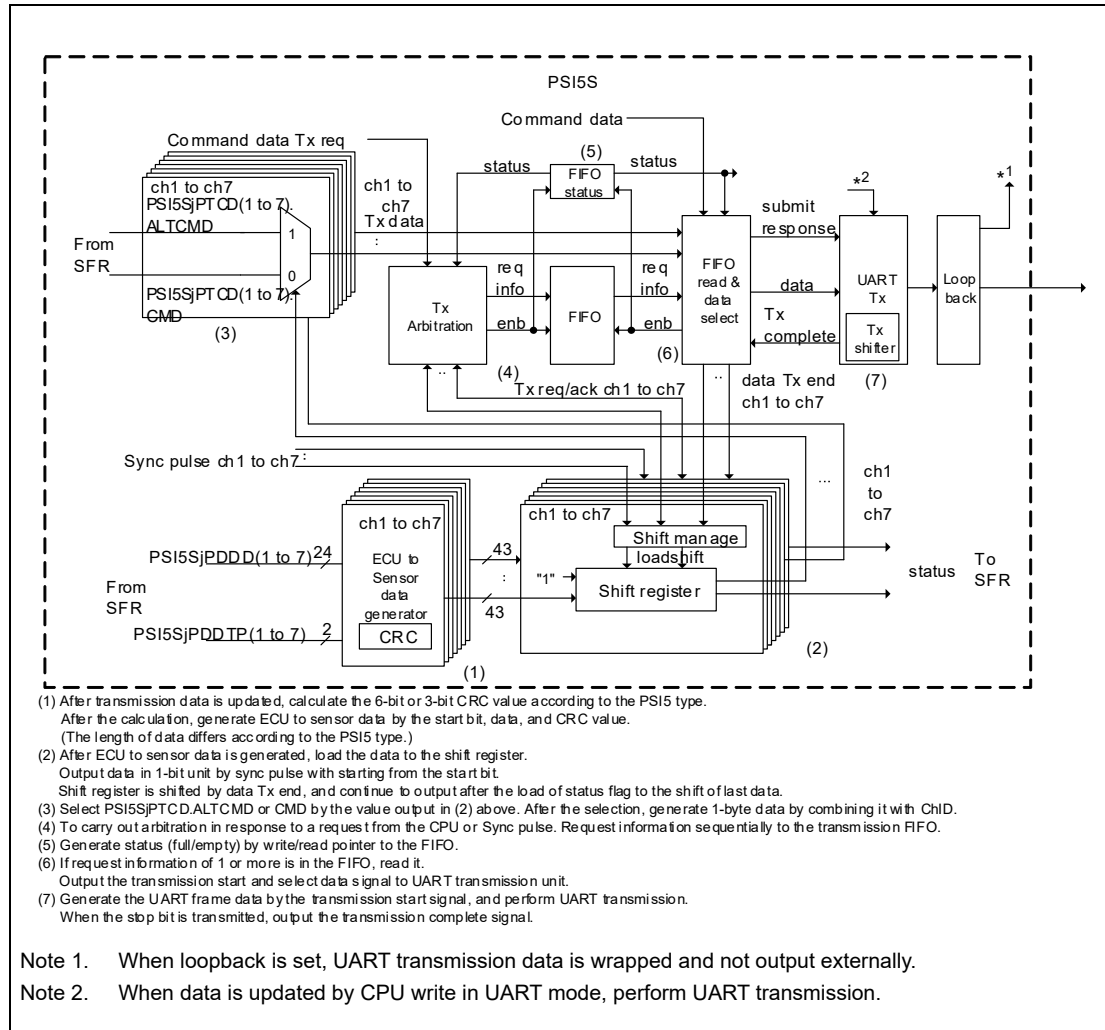 PSI5S
Command data Tx req
Command data
(5)
status
FIFO
status
status
ch1 to ch7
PSI5SjPTCD(1 to 7).
ALTCMD
1
0
PSI5SjPTCD(1 to 7).
CMD
(3)
From
SFR
ch1 to
ch7
Tx data
:
Tx
Arbitration
(4)
req
info
enb
FIFO
req
info
enb
FIFO
read &
data
select
(6)
submit
response
data
Tx
complete
*2
UART
Tx
Tx
shifter
(7)
*1
Loop
back
..
Tx req/ack ch1 to ch7
..
data Tx end
ch1 to ch7
Sync pulse ch1 to ch7
:
...
ch1
to
ch7
ch1 to ch7
ECU to
Sensor
data
generator
CRC
(1)
PSI5SjPDDD(1 to 7)
24
From
SFR
PSI5SjPDDTP(1 to 7)
2
43
:
43
ch1 to ch7
Shift manage
loadshift
"1"
Shift register
(2)
status
To
SFR
(1) After transmission data is updated, calculate the 6-bit or 3-bit CRC value according to the PSI5 type.
After the calculation, generate ECU to sensor data by the start bit, data, and CRC value.
(The length of data differs according to the PSI5 type.)
(2) After ECU to sensor data is generated, load the data to the shift register.
Output data in 1-bit unit by sync pulse with starting from the start bit.
Shift register is shifted by data Tx end, and continue to output after the load of status flag to the shift of last data.
(3) Select PSI5SjPTCD.ALTCMD or CMD by the value output in (2) above. After the selection, generate 1-byte data by combining it with ChID.
(4) To carry out arbitration in response to a request from the CPU or Sync pulse. Request information sequentially to the transmission FIFO.
(5) Generate status (full/empty) by write/read pointer to the FIFO.
(6) If request information of 1 or more is in the FIFO, read it.
Output the transmission start and select data signal to UART transmission unit.
(7) Generate the UART frame data by the transmission start signal, and perform UART transmission.
When the stop bit is transmitted, output the transmission complete signal.
Note 1. When loopback is set, UART transmission data is wrapped and not output externally.
Note 2. When data is updated by CPU write in UART mode, perform UART transmission.